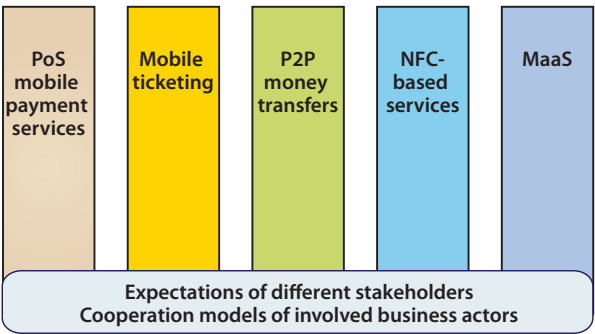 PoS
mobile
payment
services
Mobile
ticketing
P2P
money
transfers
NFC-
based
services
MaaS
Expectations of different stakeholders
Cooperation models of involved business actors